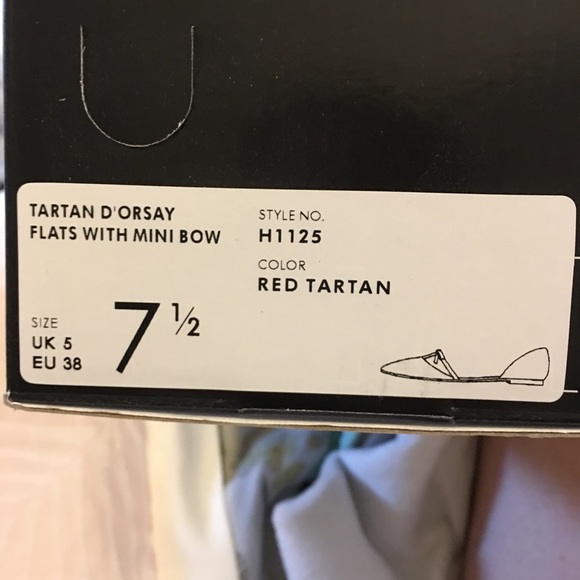 TARTAN D'ORSAY
FLATS WITH MINI BOW
STYLE NO.
H1125
COLOR
RED TARTAN
SIZE
UK 5
EU 38
7 ½